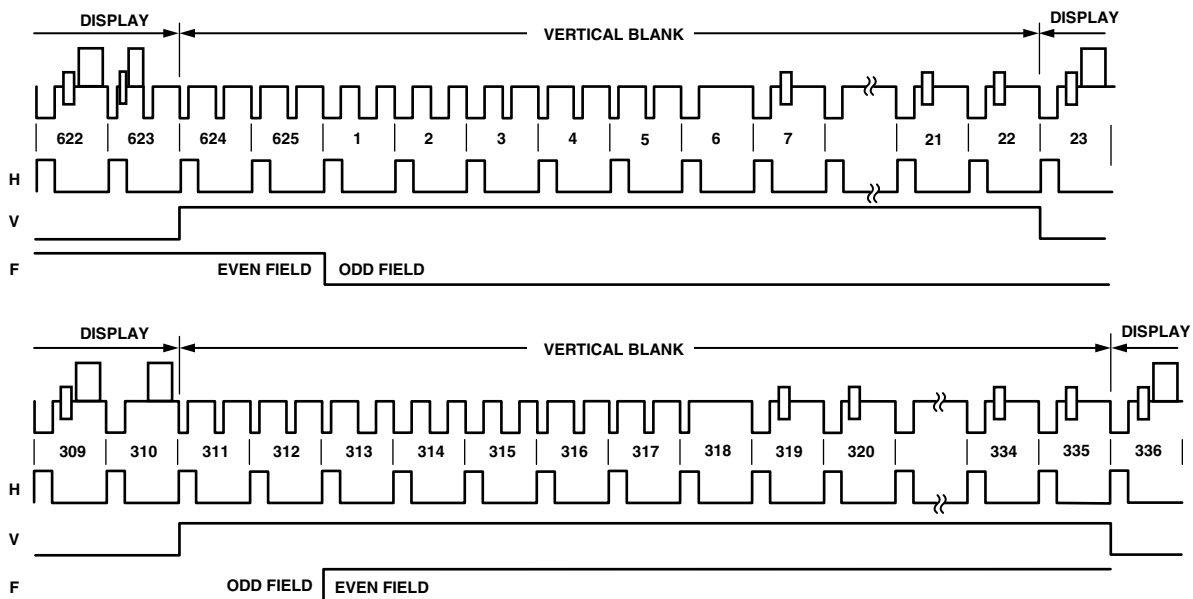 DISPLAY VERTICAL BLANK DISPLAY
622 623 624 625 1 2 3 4 5 6 7 21 22 23
H
V
F EVEN FIELD ODD FIELD
DISPLAY VERTICAL BLANK DISPLAY
309 310 311 312 313 314 315 316 317 318 319 320 334 335 336
H
V
F ODD FIELD EVEN FIELD